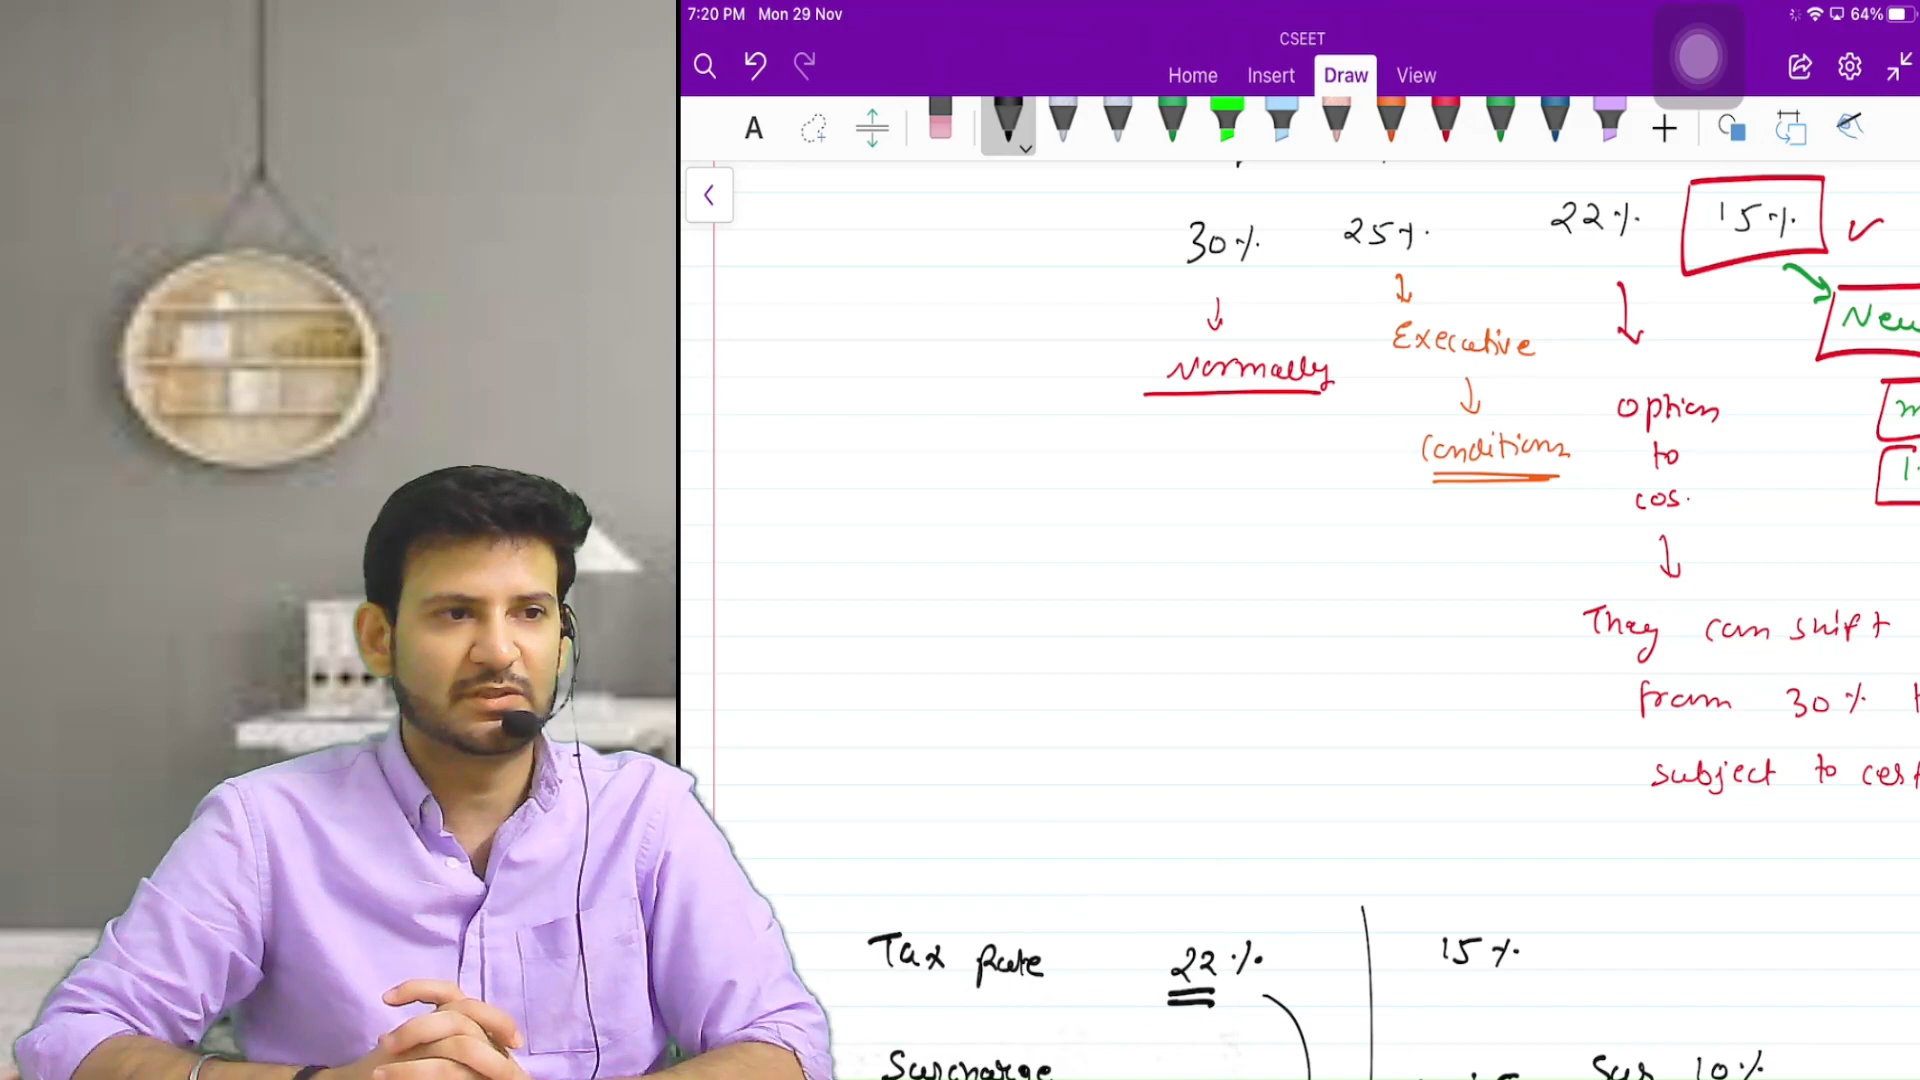 7:20 PM Mon 29 Nov
64%
CSEET
Home Insert Draw View
A
30% 25% 22% 15%
New
Executive
Normally
option
Conditions
to
cos.
They can shift
from 30%
subject to
Tax Rate 22% 15%
Surcharge Sur 10%